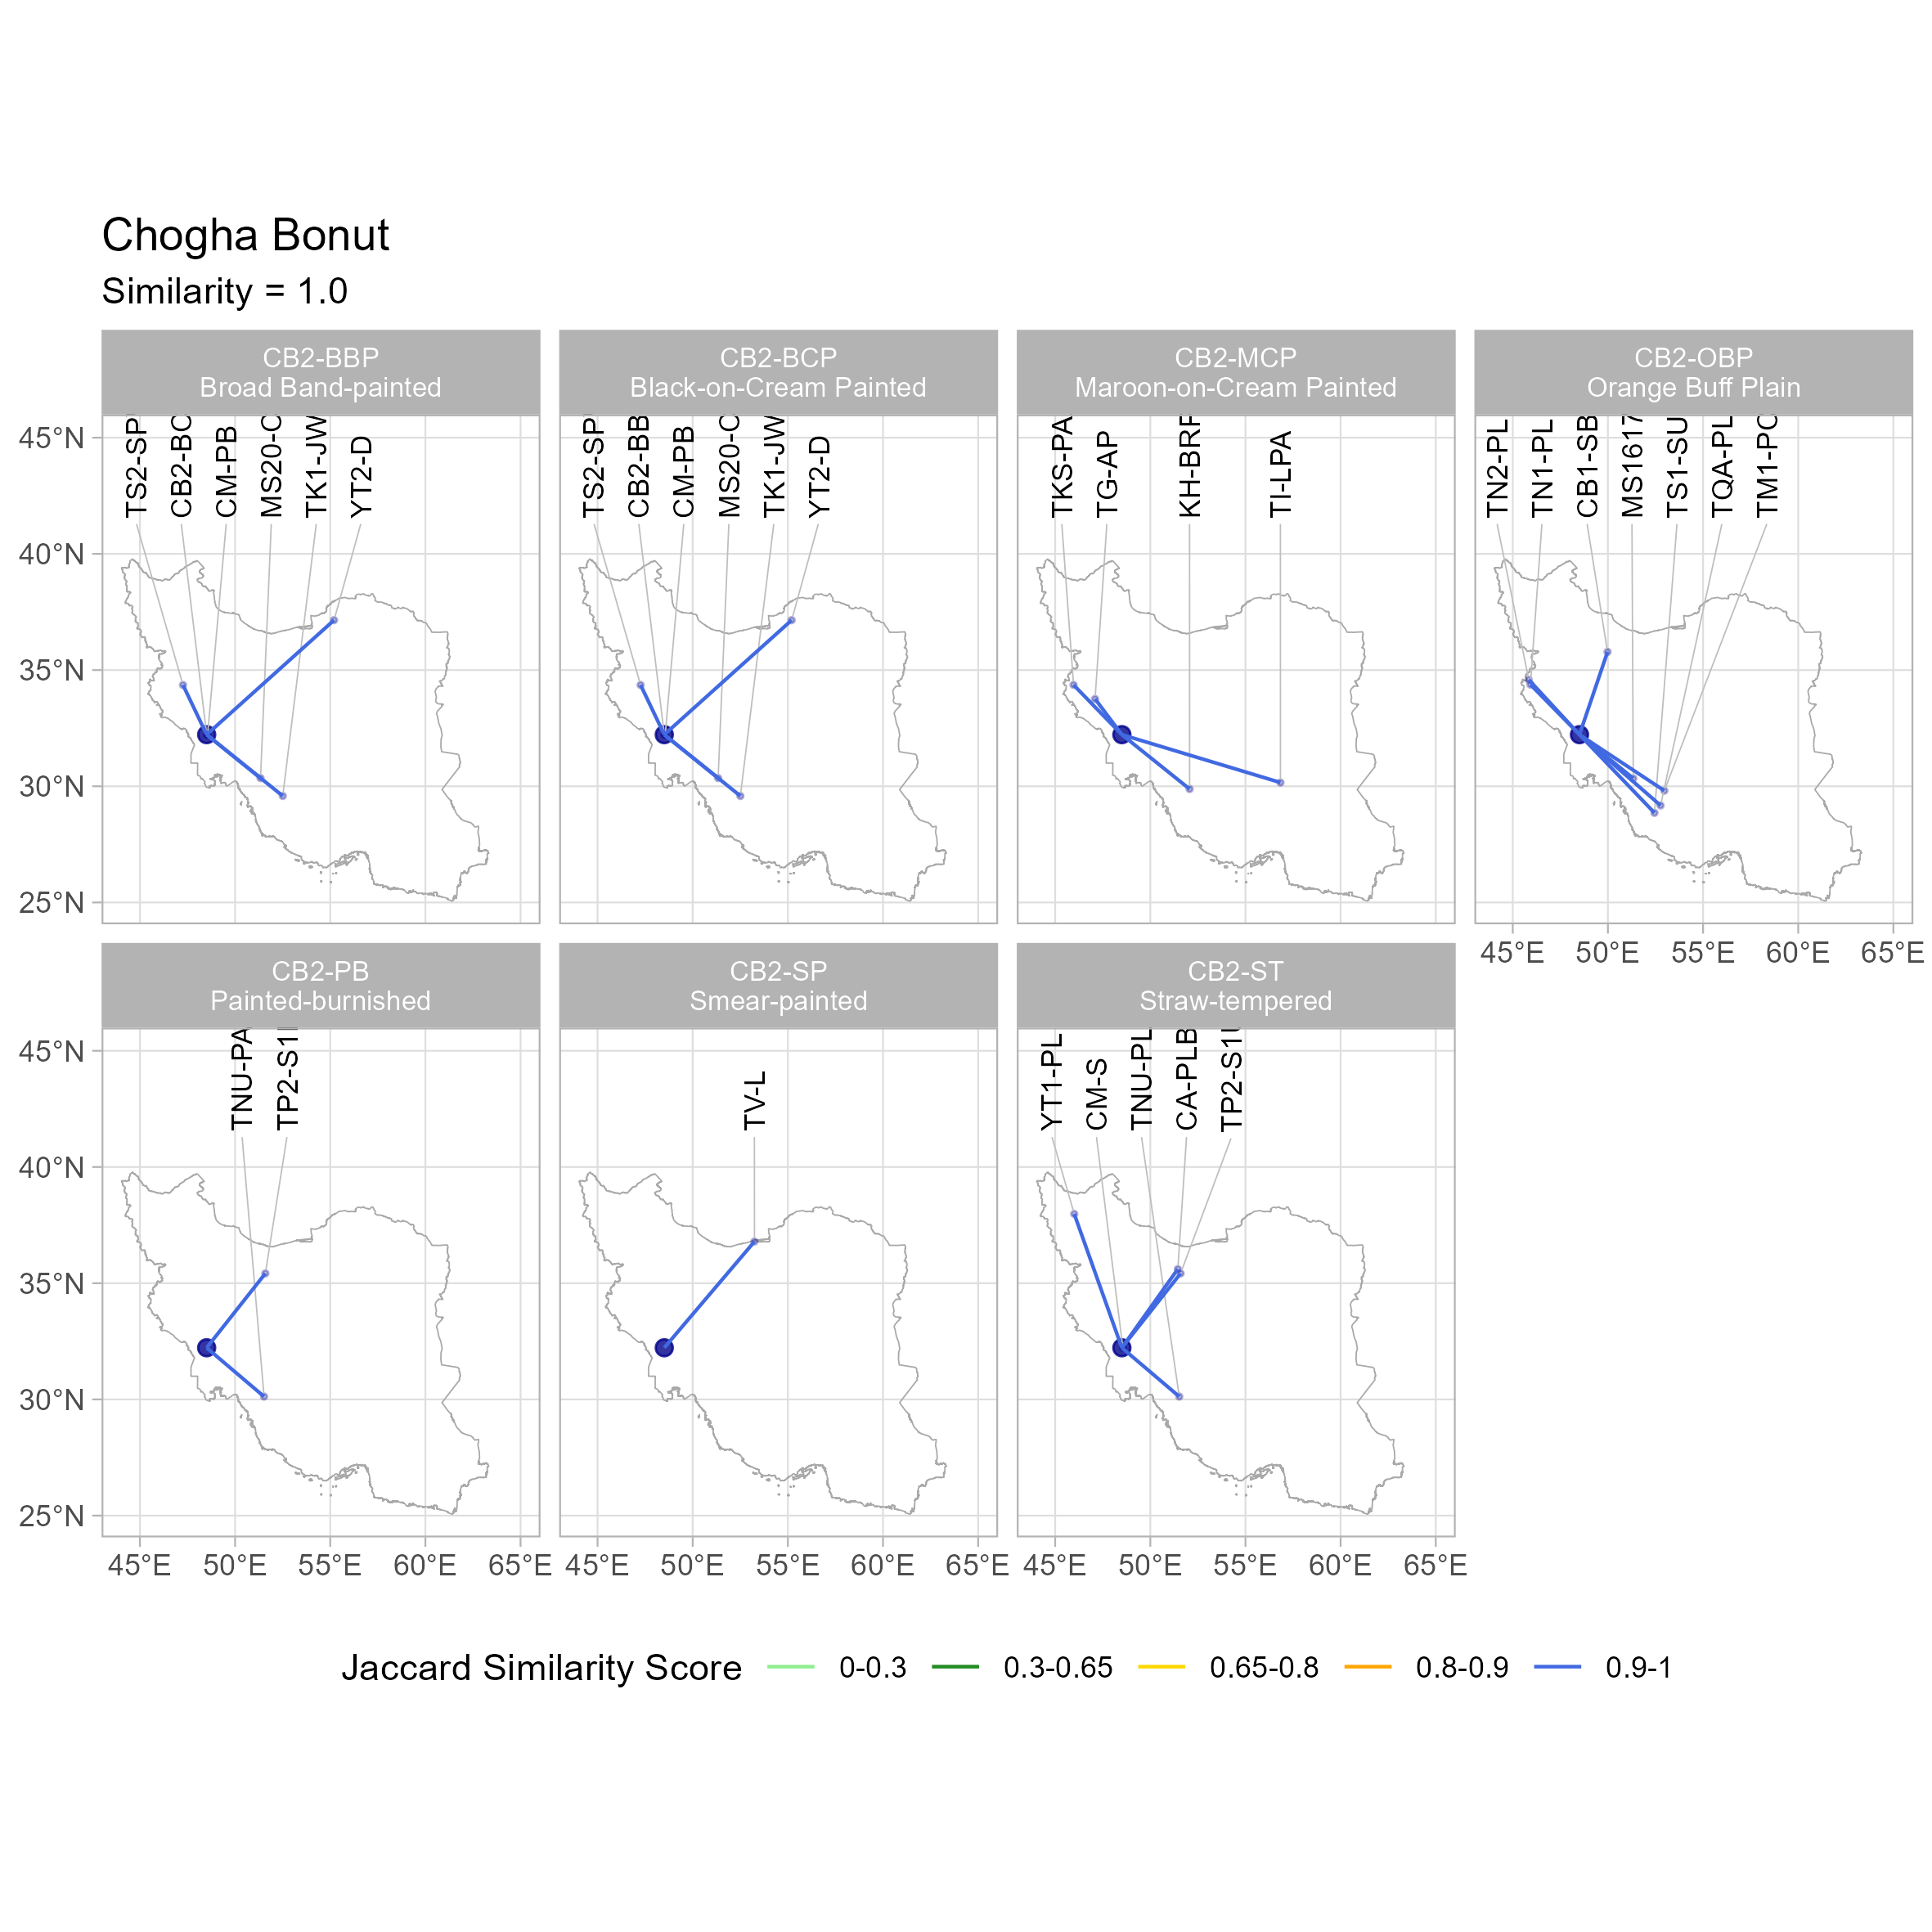 Chogha Bonut
Similarity = 1.0
CB2-BBP
Broad Band-painted
CB2-BCP
Black-on-Cream Painted
CB2-MCP
Maroon-on-Cream Painted
CB2-OBP
Orange Buff Plain
TS2-SP
CB2-BC
CM-PB
MS20-C
TK1-JW
YT2-D
TS2-SP
CB2-BB
CM-PB
MS20-C
TK1-JW
YT2-D
TKS-PA
TG-AP
KH-BRF
TI-LPA
TN2-PL
TN1-PL
CB1-SB
MS1617
TS1-SU
TQA-PL
TM1-PC
45°N
40°N
35°N
30°N
25°N
45°E
50°E
55°E
60°E
65°E
CB2-PB
Painted-burnished
CB2-SP
Smear-painted
CB2-ST
Straw-tempered
TNU-PA
TP2-S1
TV-L
YT1-PL
CM-S
TNU-PL
CA-PLB
TP2-S1
45°N
40°N
35°N
30°N
25°N
45°E
50°E
55°E
60°E
65°E
45°E
50°E
55°E
60°E
65°E
45°E
50°E
55°E
60°E
65°E
Jaccard Similarity Score
0-0.3
0.3-0.65
0.65-0.8
0.8-0.9
0.9-1